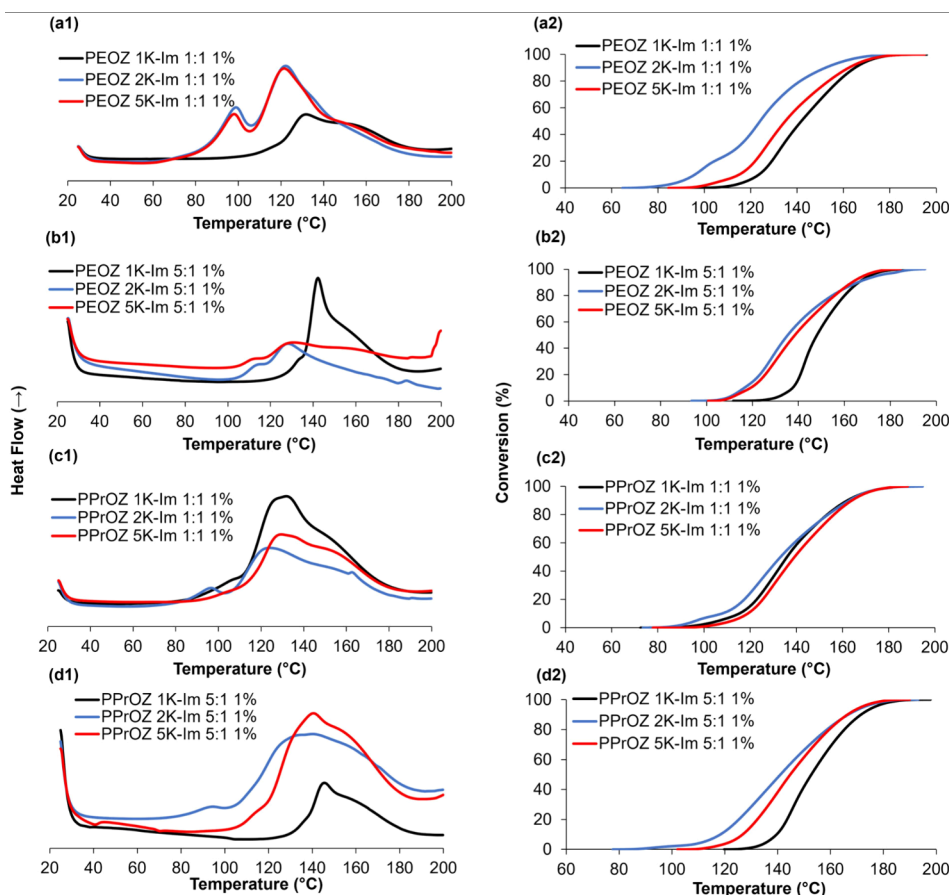 (a1)
PEOZ 1K-Im 1:1 1%
PEOZ 2K-Im 1:1 1%
PEOZ 5K-Im 1:1 1%
20 40 60 80 100 120 140 160 180 200
Temperature (°C)
(a2)
PEOZ 1K-Im 1:1 1%
PEOZ 2K-Im 1:1 1%
PEOZ 5K-Im 1:1 1%
100
80
60
40
20
0
40 60 80 100 120 140 160 180 200
Temperature (°C)
(b1)
PEOZ 1K-Im 5:1 1%
PEOZ 2K-Im 5:1 1%
PEOZ 5K-Im 5:1 1%
20 40 60 80 100 120 140 160 180 200
Temperature (°C)
(b2)
PEOZ 1K-Im 5:1 1%
PEOZ 2K-Im 5:1 1%
PEOZ 5K-Im 5:1 1%
100
80
60
40
20
0
40 60 80 100 120 140 160 180 200
Temperature (°C)
Heat Flow (→)
Conversion (%)
(c1)
PPrOZ 1K-Im 1:1 1%
PPrOZ 2K-Im 1:1 1%
PPrOZ 5K-Im 1:1 1%
20 40 60 80 100 120 140 160 180 200
Temperature (°C)
(c2)
PPrOZ 1K-Im 1:1 1%
PPrOZ 2K-Im 1:1 1%
PPrOZ 5K-Im 1:1 1%
100
80
60
40
20
0
40 60 80 100 120 140 160 180 200
Temperature (°C)
(d1)
PPrOZ 1K-Im 5:1 1%
PPrOZ 2K-Im 5:1 1%
PPrOZ 5K-Im 5:1 1%
20 40 60 80 100 120 140 160 180 200
Temperature (°C)
(d2)
PPrOZ 1K-Im 5:1 1%
PPrOZ 2K-Im 5:1 1%
PPrOZ 5K-Im 5:1 1%
100
80
60
40
20
0
60 80 100 120 140 160 180 200
Temperature (°C)